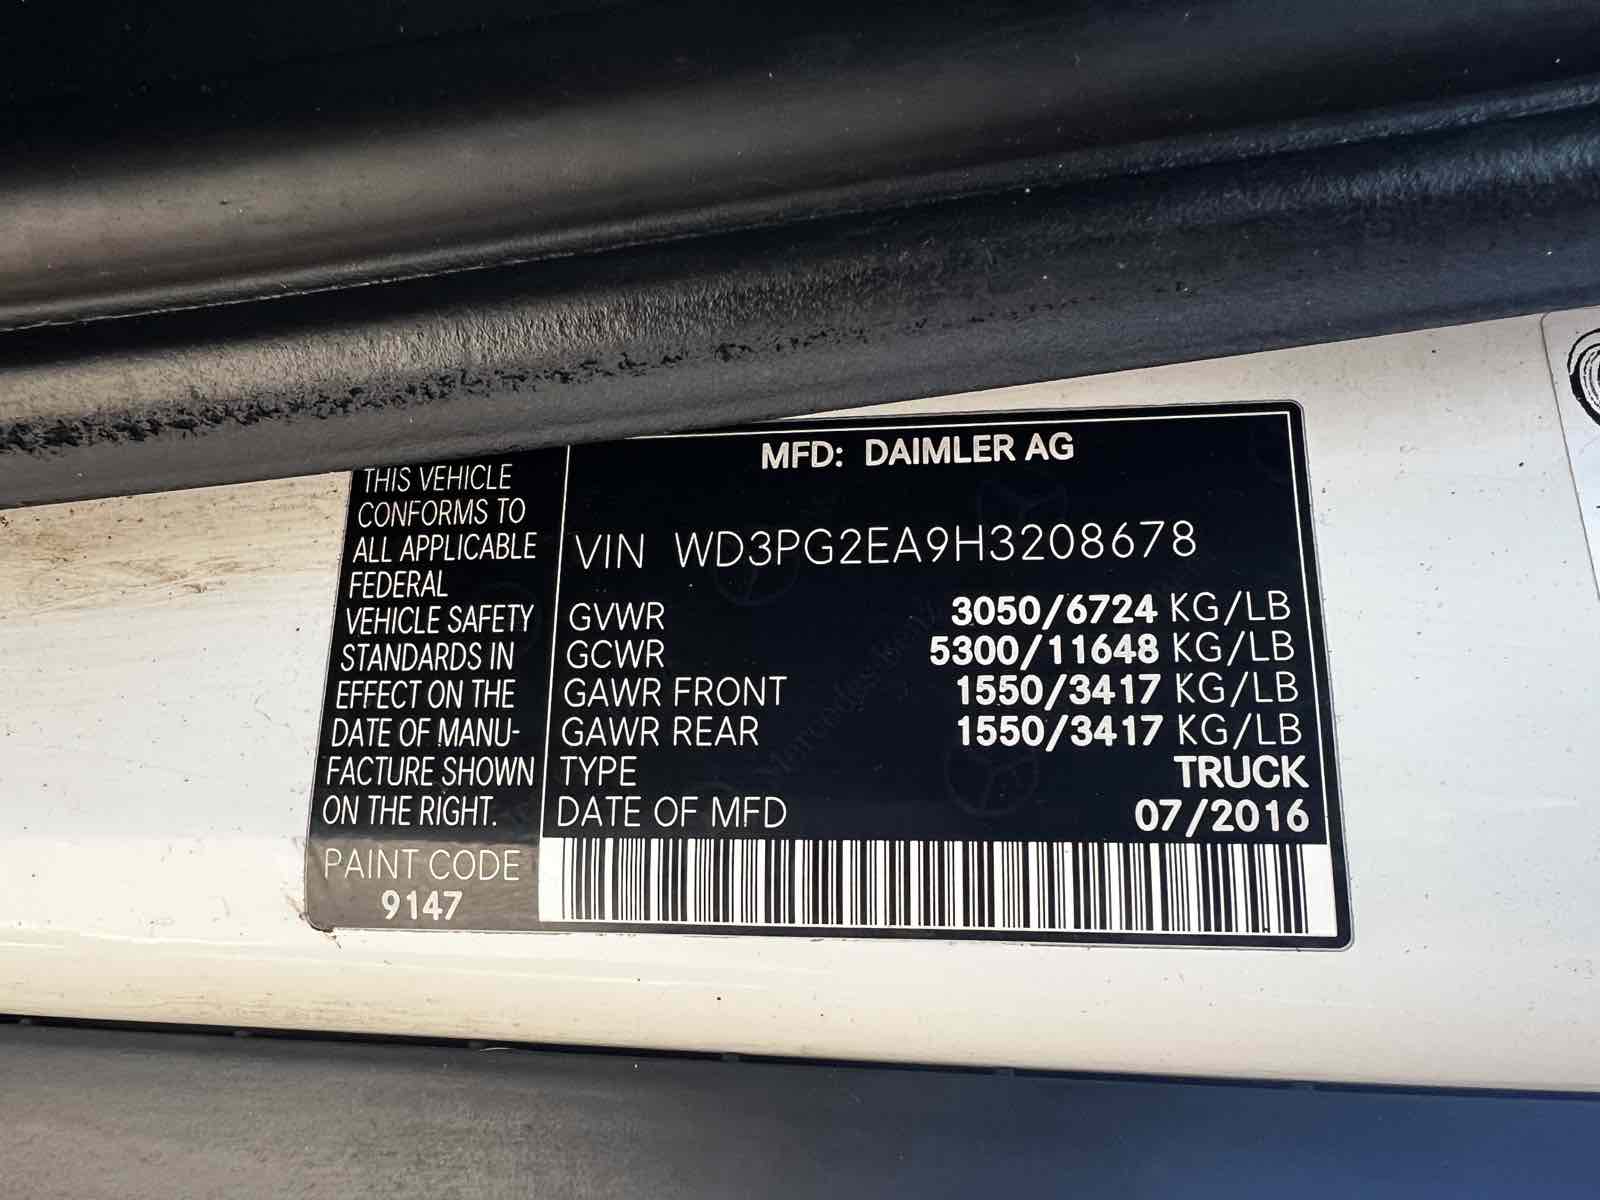 THIS VEHICLE
CONFORMS TO
ALL APPLICABLE
FEDERAL
VEHICLE SAFETY
STANDARDS IN
EFFECT ON THE
DATE OF MANU-
FACTURE SHOWN
ON THE RIGHT.
PAINT CODE
9147
MFD: DAIMLER AG
VIN WD3PG2EA9H3208678
GVWR 3050/6724 KG/LB
GCWR 5300/11648 KG/LB
GAWR FRONT 1550/3417 KG/LB
GAWR REAR 1550/3417 KG/LB
TYPE TRUCK
DATE OF MFD 07/2016
Mercedes-Benz